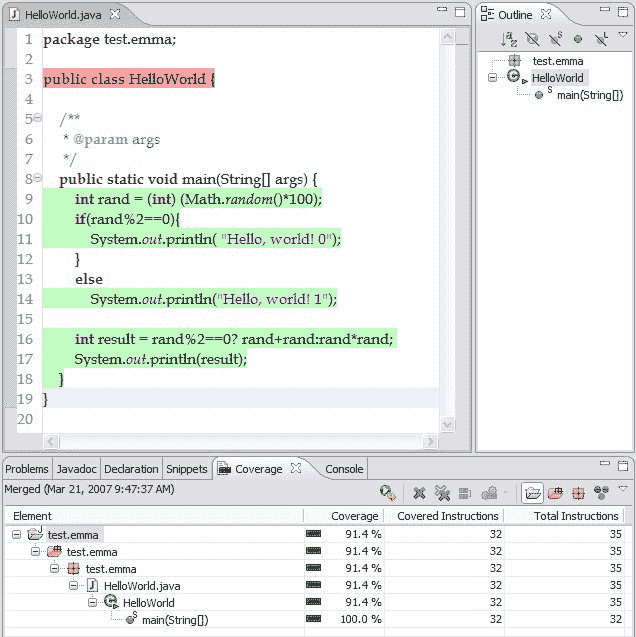 HelloWorld.java
1 package test.emma;
2
3 public class HelloWorld {
4
5 /**
6 * @param args
7 */
8 public static void main(String[] args) {
9 int rand = (int) (Math.random()*100);
10 if(rand%2==0){
11 System.out.println( "Hello, world! 0");
12 }
13 else
14 System.out.println("Hello, world! 1");
15
16 int result = rand%2==0? rand+rand:rand*rand;
17 System.out.println(result);
18 }
19 }
20
Outline
test.emma
HelloWorld
main(String[])
Problems Javadoc Declaration Snippets Coverage Console
Merged (Mar 21, 2007 9:47:37 AM)
Element Coverage Covered Instructions Total Instructions
test.emma 91.4 % 32 35
test.emma 91.4 % 32 35
test.emma 91.4 % 32 35
HelloWorld.java 91.4 % 32 35
HelloWorld 91.4 % 32 35
main(String[]) 100.0 % 32 32